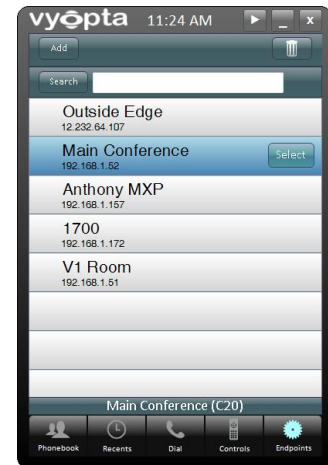 vyōpta 11:24 AM x
Add
Search
Outside Edge
12.232.64.107
Main Conference
192.168.1.52
Select
Anthony MXP
192.168.1.157
1700
192.168.1.172
V1 Room
192.168.1.51
Main Conference (C20)
Phonebook Recents Dial Controls Endpoints